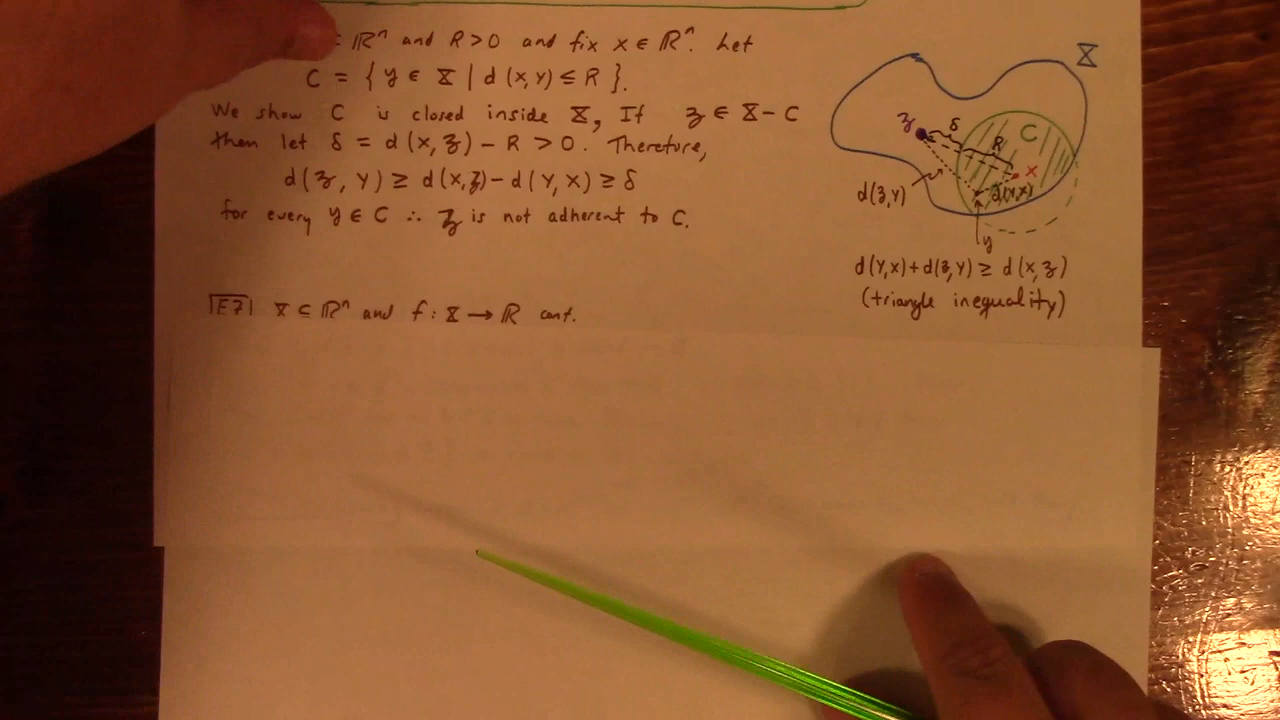 ⊆ ℝⁿ and R > 0 and fix x ∈ ℝⁿ. Let
C = { y ∈ X | d(x,y) ≤ R }.
We show C is closed inside X, If z ∈ X - C
then let δ = d(x,z) - R > 0. Therefore,
d(z,y) ≥ d(x,z) - d(y,x) ≥ δ
for every y ∈ C ∴ z is not adherent to C.
X
z
δ
C
R
x
d(z,y)
d(y,x)
y
d(y,x) + d(z,y) ≥ d(x,z)
(triangle inequality)
E7 X ⊆ ℝⁿ and f : X → ℝ cont.